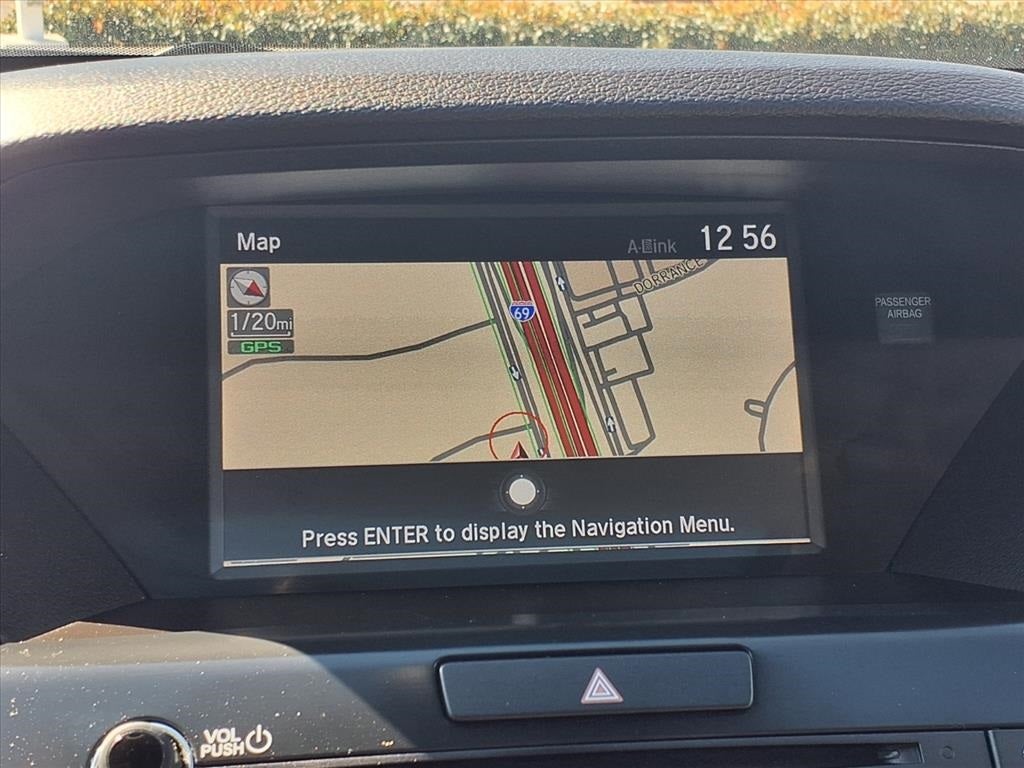 Map
A-Link
12 56
DORRANCE
69
1/20mi
GPS
PASSENGER
AIRBAG
Press ENTER to display the Navigation Menu.
VOL
PUSH